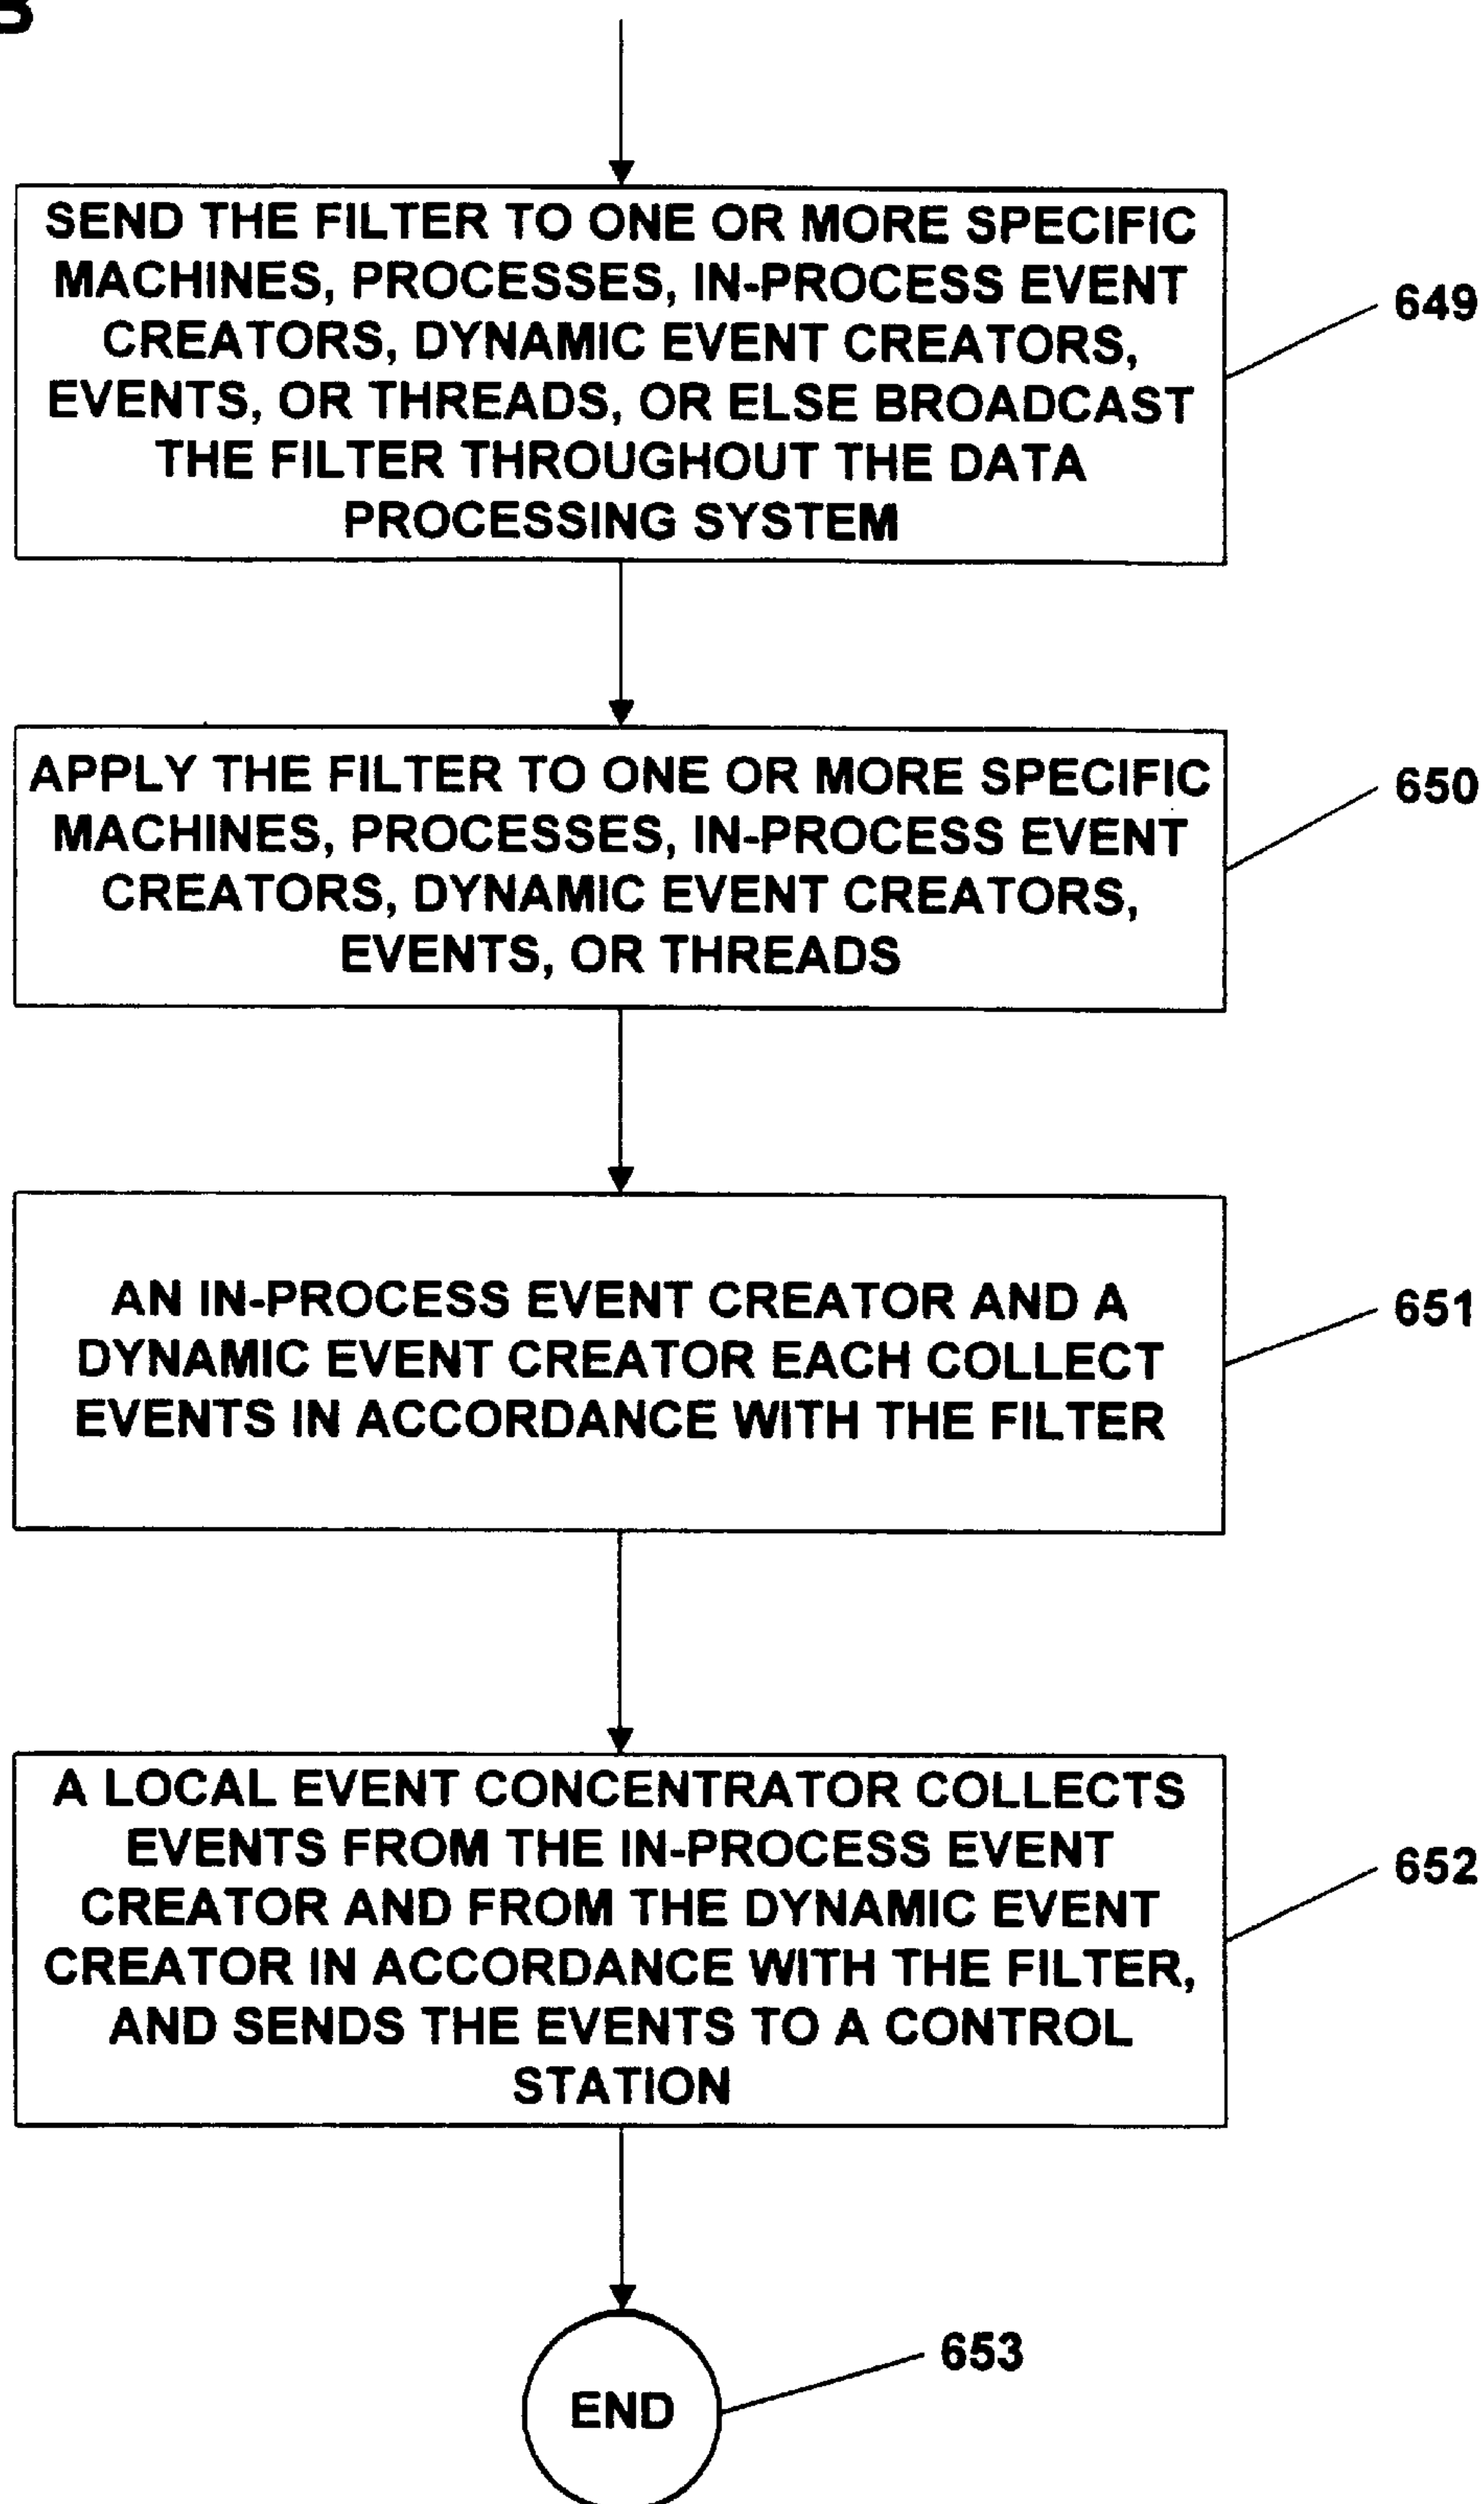 SEND THE FILTER TO ONE OR MORE SPECIFIC
MACHINES, PROCESSES, IN-PROCESS EVENT
CREATORS, DYNAMIC EVENT CREATORS,
EVENTS, OR THREADS, OR ELSE BROADCAST
THE FILTER THROUGHOUT THE DATA
PROCESSING SYSTEM
649
APPLY THE FILTER TO ONE OR MORE SPECIFIC
MACHINES, PROCESSES, IN-PROCESS EVENT
CREATORS, DYNAMIC EVENT CREATORS,
EVENTS, OR THREADS
650
AN IN-PROCESS EVENT CREATOR AND A
DYNAMIC EVENT CREATOR EACH COLLECT
EVENTS IN ACCORDANCE WITH THE FILTER
651
A LOCAL EVENT CONCENTRATOR COLLECTS
EVENTS FROM THE IN-PROCESS EVENT
CREATOR AND FROM THE DYNAMIC EVENT
CREATOR IN ACCORDANCE WITH THE FILTER,
AND SENDS THE EVENTS TO A CONTROL
STATION
652
END
653